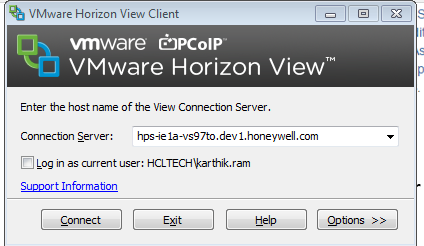 VMware Horizon View Client
vmware PCoIP™
VMware Horizon View™
Enter the host name of the View Connection Server.
Connection Server: hps-ie1a-vs97to.dev1.honeywell.com
Log in as current user: HCLTECH\karthik.ram
Support Information
Connect Exit Help Options >>